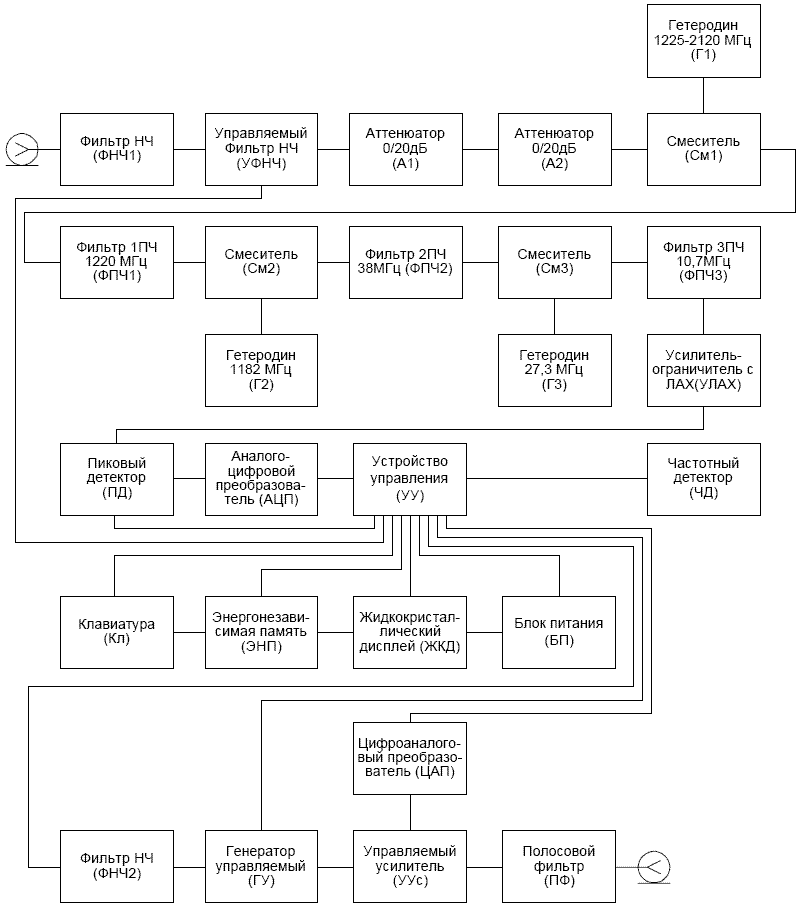 Гетеродин
1225-2120 МГц
(Г1)
Фильтр НЧ
(ФНЧ1)
Управляемый
Фильтр НЧ
(УФНЧ)
Аттенюатор
0/20дБ
(А1)
Аттенюатор
0/20дБ
(А2)
Смеситель
(См1)
Фильтр 1ПЧ
1220 МГц
(ФПЧ1)
Смеситель
(См2)
Фильтр 2ПЧ
38МГц (ФПЧ2)
Смеситель
(См3)
Фильтр 3ПЧ
10,7МГц
(ФПЧ3)
Гетеродин
1182 МГц
(Г2)
Гетеродин
27,3 МГц
(Г3)
Усилитель-
ограничитель с
ЛАХ(УЛАХ)
Пиковый
детектор
(ПД)
Аналого-
цифровой
преобразова-
тель (АЦП)
Устройство
управления
(УУ)
Частотный
детектор
(ЧД)
Клавиатура
(Кл)
Энергонезави-
симая память
(ЭНП)
Жидкокристал-
лический
дисплей (ЖКД)
Блок питания
(БП)
Цифроаналого-
вый преобразо-
ватель (ЦАП)
Фильтр НЧ
(ФНЧ2)
Генератор
управляемый
(ГУ)
Управляемый
усилитель
(УУс)
Полосовой
фильтр
(ПФ)